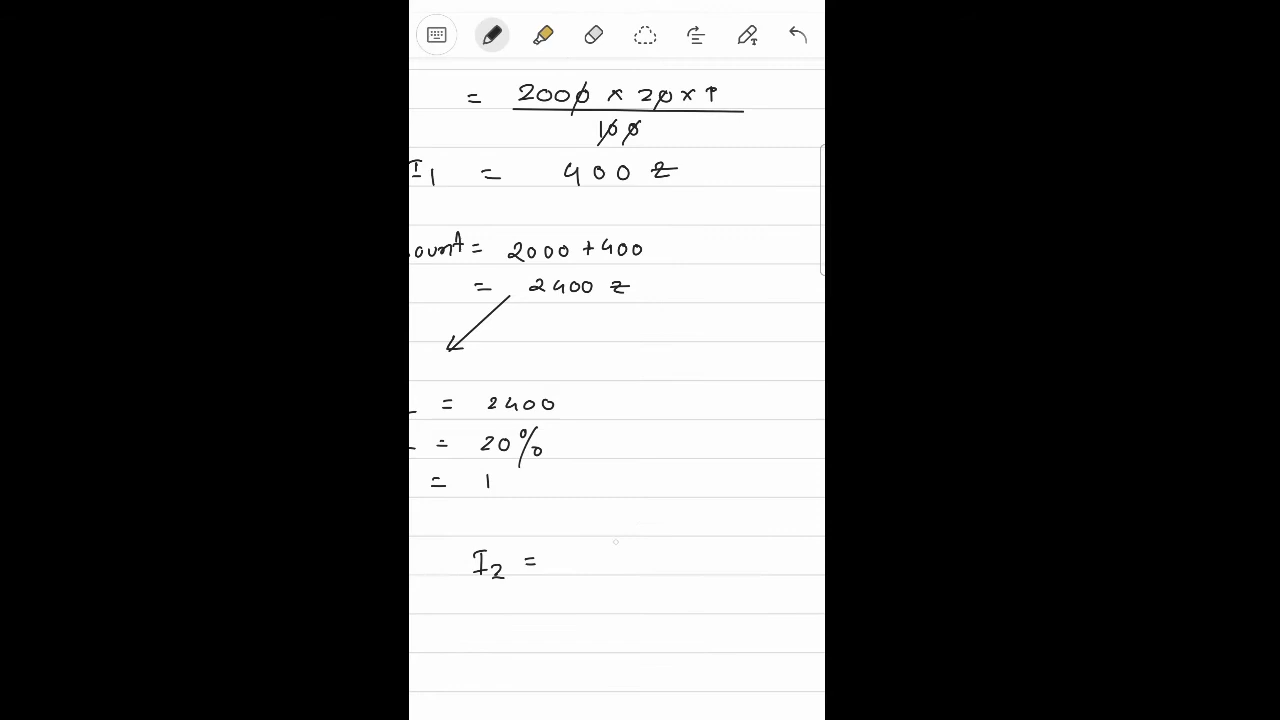 = 2000 × 20 × 1
100
I1 = 400 z
ount = 2000 + 400
= 2400 z
= 2400
= 20%
= 1
I2 =